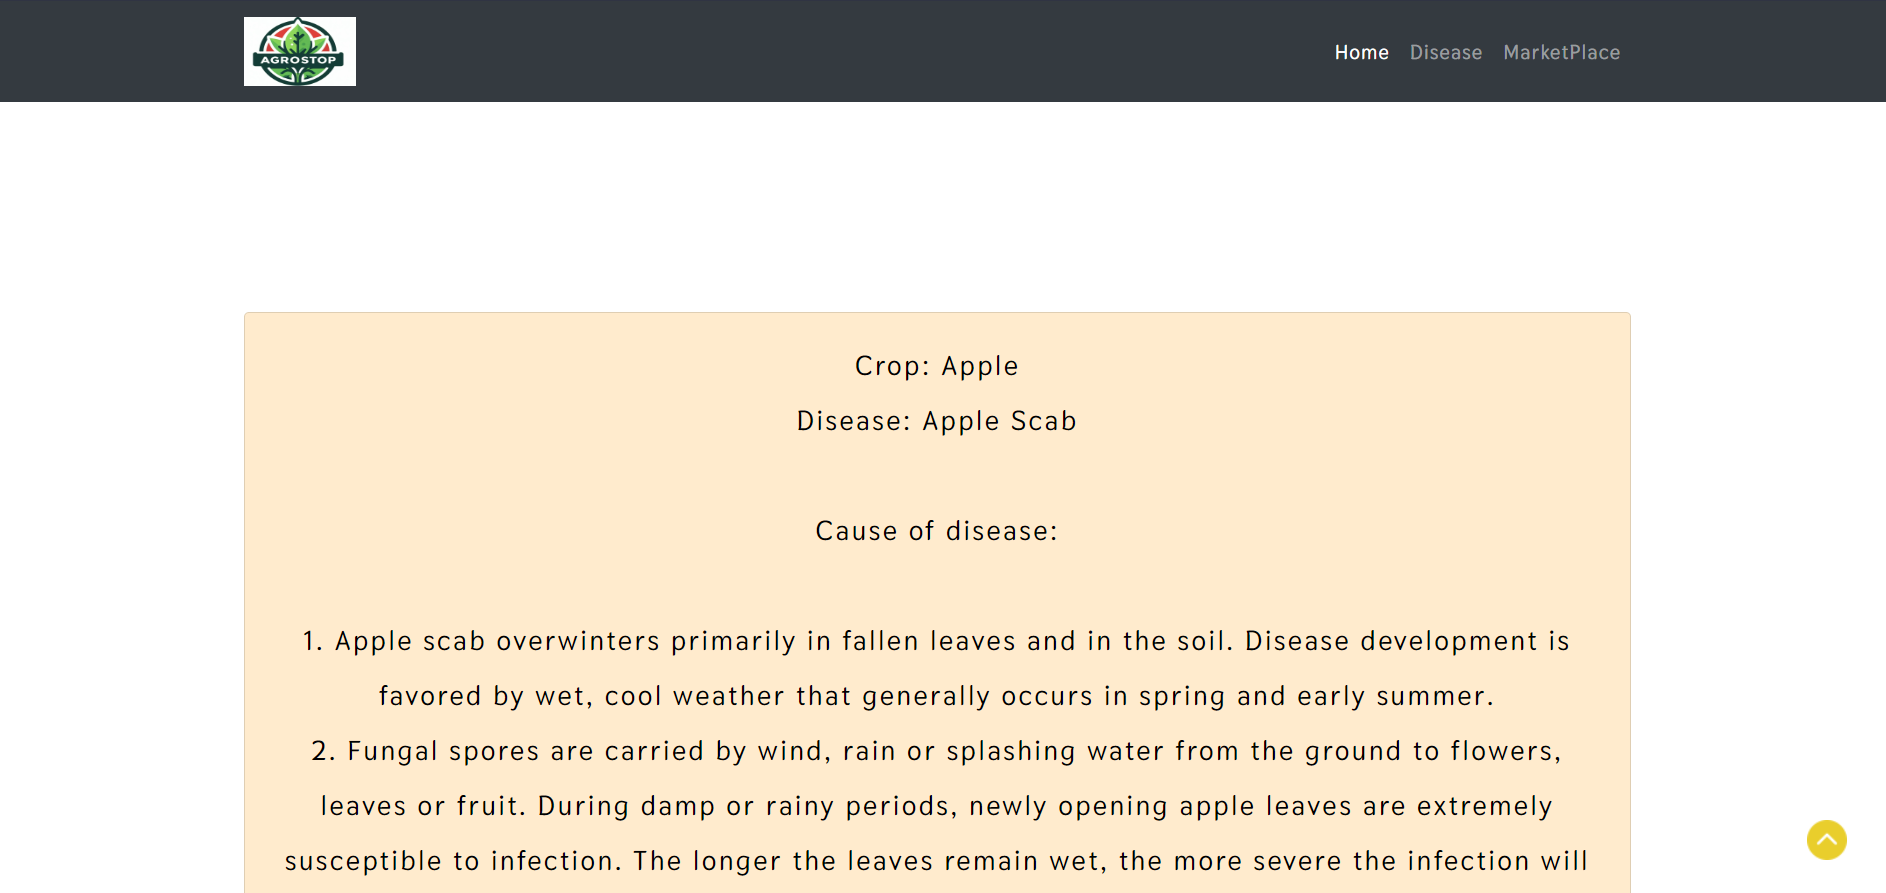 AGROSTOP
Home Disease MarketPlace
Crop: Apple
Disease: Apple Scab
Cause of disease:
1. Apple scab overwinters primarily in fallen leaves and in the soil. Disease development is
favored by wet, cool weather that generally occurs in spring and early summer.
2. Fungal spores are carried by wind, rain or splashing water from the ground to flowers,
leaves or fruit. During damp or rainy periods, newly opening apple leaves are extremely
susceptible to infection. The longer the leaves remain wet, the more severe the infection will